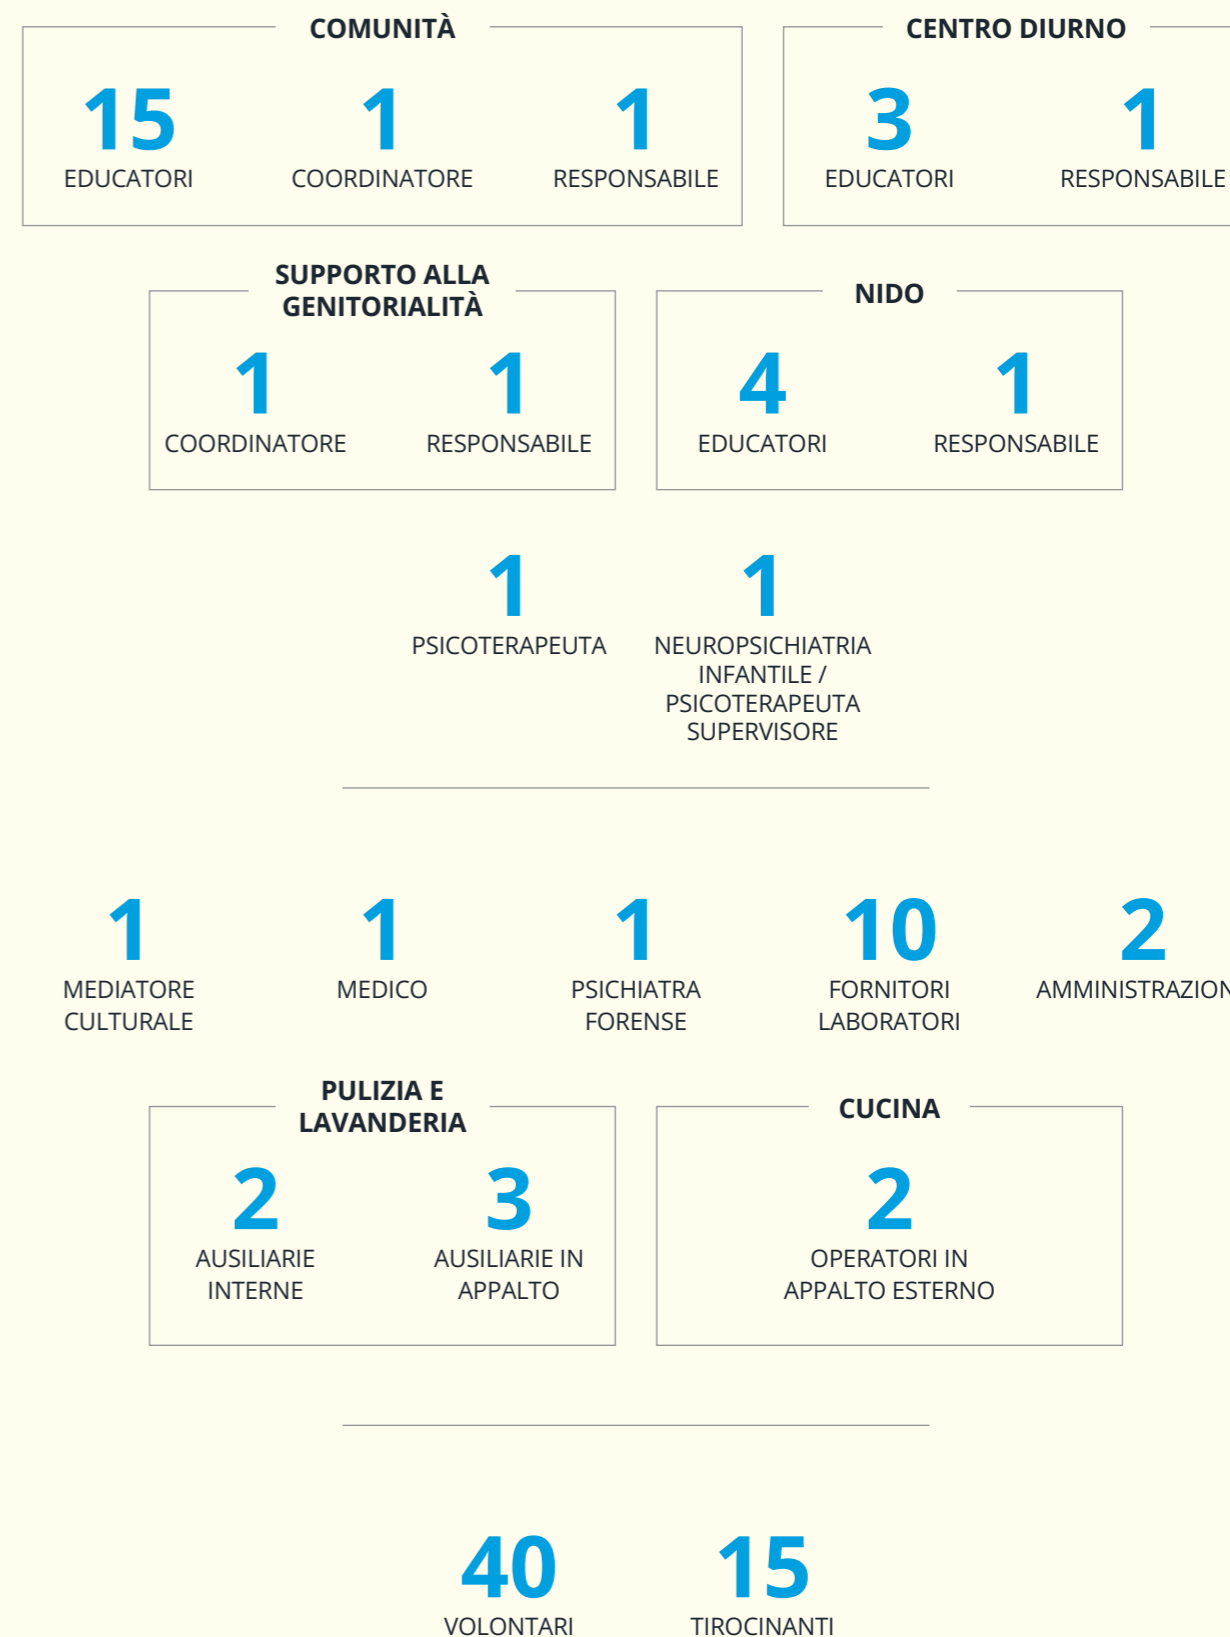 COMUNITÀ
15
EDUCATORI
1
COORDINATORE
1
RESPONSABILE
CENTRO DIURNO
3
EDUCATORI
1
RESPONSABILE
SUPPORTO ALLA
GENITORIALITÀ
1
COORDINATORE
1
RESPONSABILE
NIDO
4
EDUCATORI
1
RESPONSABILE
1
PSICOTERAPEUTA
1
NEUROPSICHIATRIA
INFANTILE /
PSICOTERAPEUTA
SUPERVISORE
1
MEDIATORE
CULTURALE
1
MEDICO
1
PSICHIATRA
FORENSE
10
FORNITORI
LABORATORI
2
AMMINISTRAZION
PULIZIA E
LAVANDERIA
2
AUSILIARIE
INTERNE
3
AUSILIARIE IN
APPALTO
CUCINA
2
OPERATORI IN
APPALTO ESTERNO
40
VOLONTARI
15
TIROCINANTI